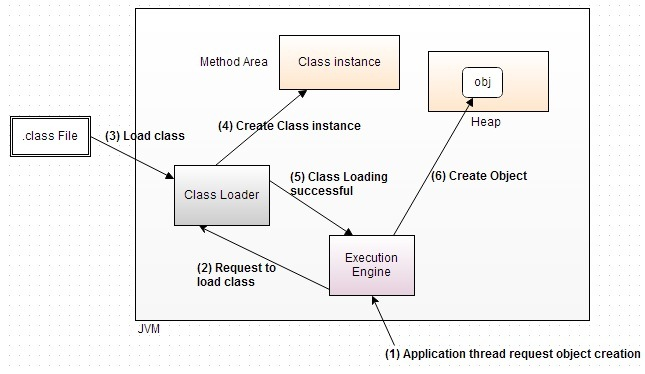 Method Area
Class instance
obj
Heap
.class File
(3) Load class
(4) Create Class instance
Class Loader
(5) Class Loading
successful
(6) Create Object
(2) Request to
load class
Execution
Engine
JVM
(1) Application thread request object creation